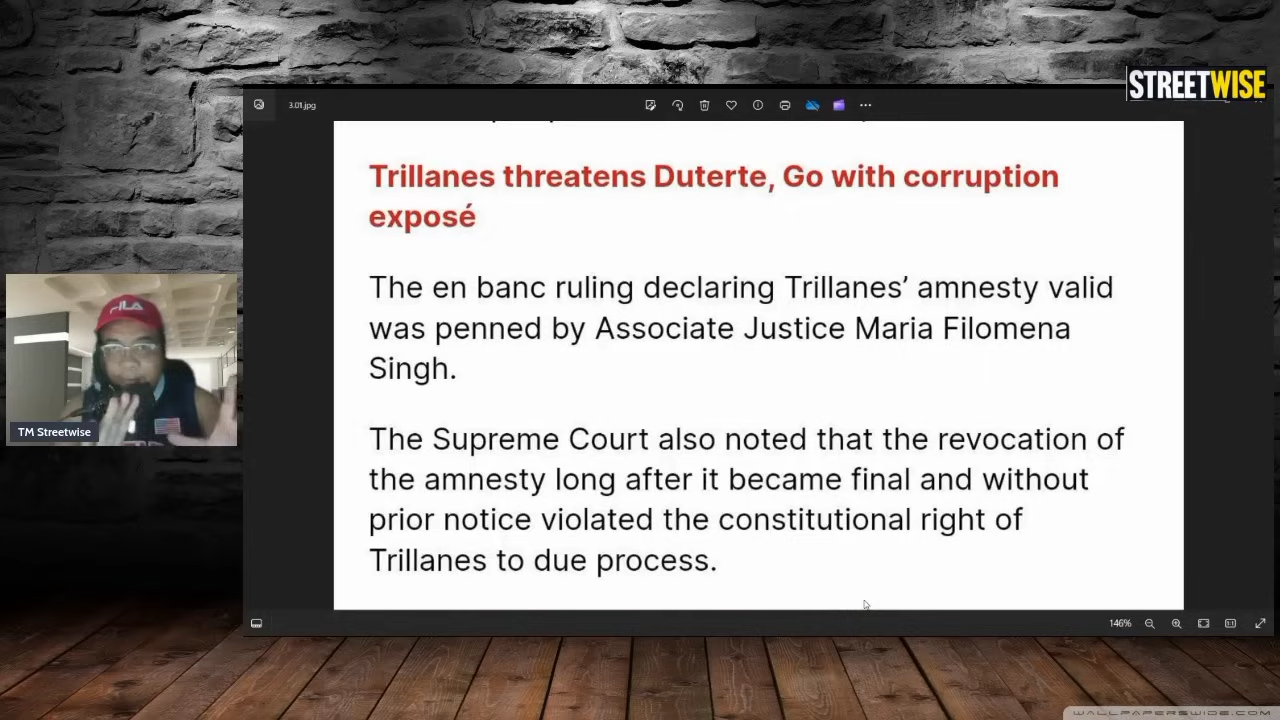 STREETWISE
3.01.jpg
Trillanes threatens Duterte, Go with corruption
exposé
The en banc ruling declaring Trillanes’ amnesty valid
was penned by Associate Justice Maria Filomena
Singh.
The Supreme Court also noted that the revocation of
the amnesty long after it became final and without
prior notice violated the constitutional right of
Trillanes to due process.
FILA
TM Streetwise
146%
WALLPAPERSWIDE.COM